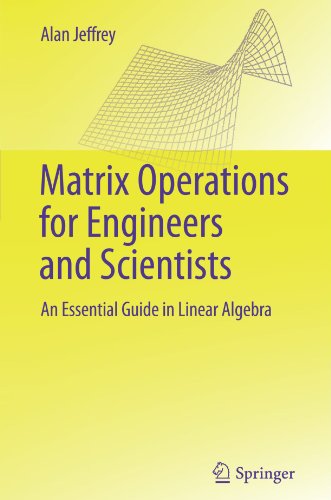 Alan Jeffrey
Matrix Operations
for Engineers
and Scientists
An Essential Guide in Linear Algebra
Springer